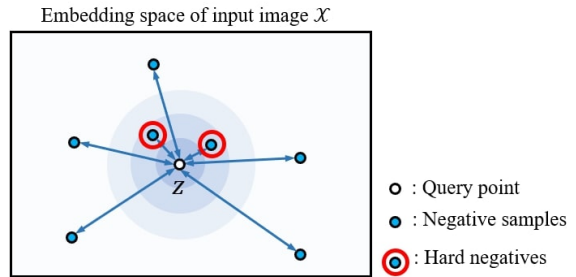 Embedding space of input image 𝒳
Z
: Query point
: Negative samples
: Hard negatives